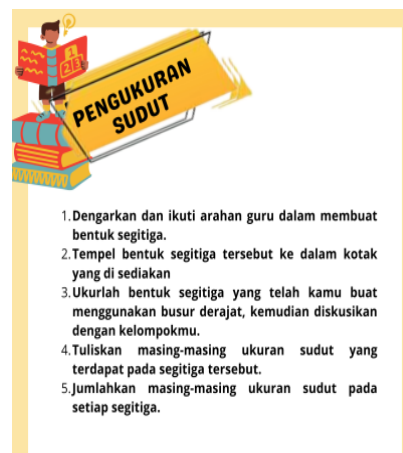 PENGUKURAN
SUDUT
1. Dengarkan dan ikuti arahan guru dalam membuat
bentuk segitiga.
2. Tempel bentuk segitiga tersebut ke dalam kotak
yang di sediakan
3. Ukurlah bentuk segitiga yang telah kamu buat
menggunakan busur derajat, kemudian diskusikan
dengan kelompokmu.
4. Tuliskan masing-masing ukuran sudut yang
terdapat pada segitiga tersebut.
5. Jumlahkan masing-masing ukuran sudut pada
setiap segitiga.